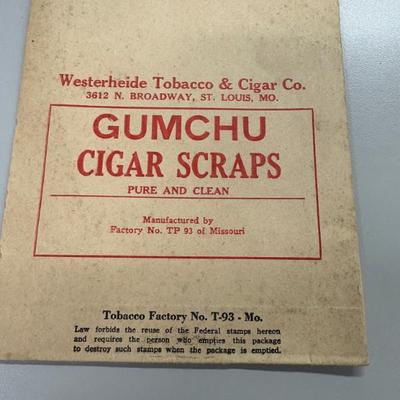 Westerheide Tobacco & Cigar Co.
3612 N. BROADWAY, ST. LOUIS, MO.
GUMCHU
CIGAR SCRAPS
PURE AND CLEAN
Manufactured by
Factory No. TP 93 of Missouri
Tobacco Factory No. T-93 - Mo.
Law forbids the reuse of the Federal stamps hereon
and requires the person who empties this package
to destroy such stamps when the package is emptied.